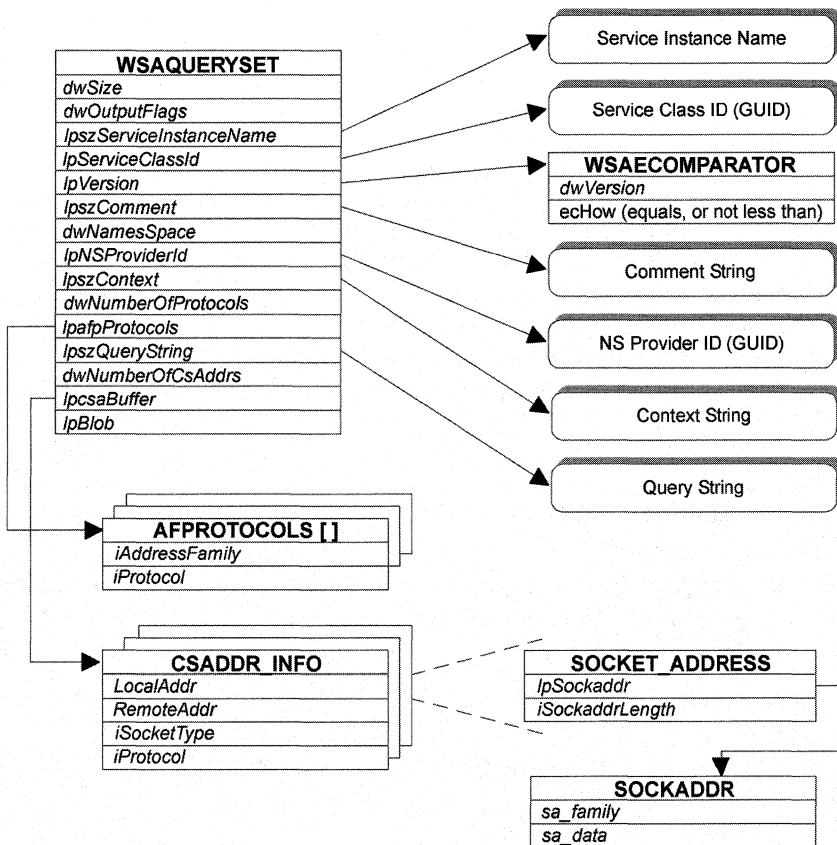 WSAQUERYSET
dwSize
dwOutputFlags
lpszServiceInstanceName
lpServiceClassId
lpVersion
lpszComment
dwNamesSpace
lpNSProviderId
lpszContext
dwNumberOfProtocols
lpafpProtocols
lpszQueryString
dwNumberOfCsAddrs
lpcsaBuffer
lpBlob
Service Instance Name
Service Class ID (GUID)
WSAECOMPARATOR
dwVersion
ecHow (equals, or not less than)
Comment String
NS Provider ID (GUID)
Context String
Query String
AFPROTOCOLS [ ]
iAddressFamily
iProtocol
CSADDR_INFO
LocalAddr
RemoteAddr
iSocketType
iProtocol
SOCKET_ADDRESS
lpSockaddr
iSockaddrLength
SOCKADDR
sa_family
sa_data